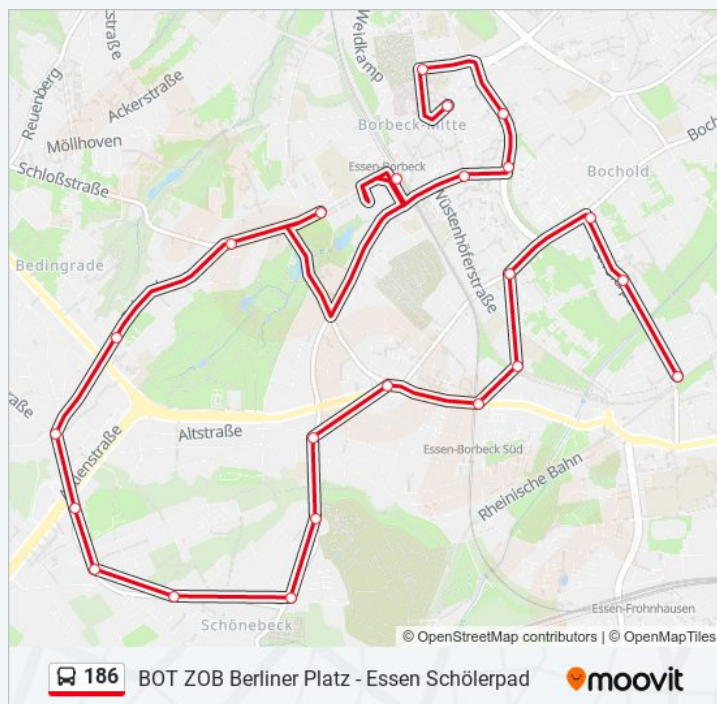 Weidkamp
Reuenberg
Ackerstraße
Möllhoven
Borbeck-Mitte
Essen-Borbeck
Bochold
Schloßstraße
Wüstenhöferstraße
Bedingrade
Altstraße
Essen-Borbeck Süd
Rheinische Bahn
Essen-Frohnhausen
Schönebeck
© OpenStreetMap contributors | © OpenMapTiles
186 BOT ZOB Berliner Platz - Essen Schölerpad
moovit